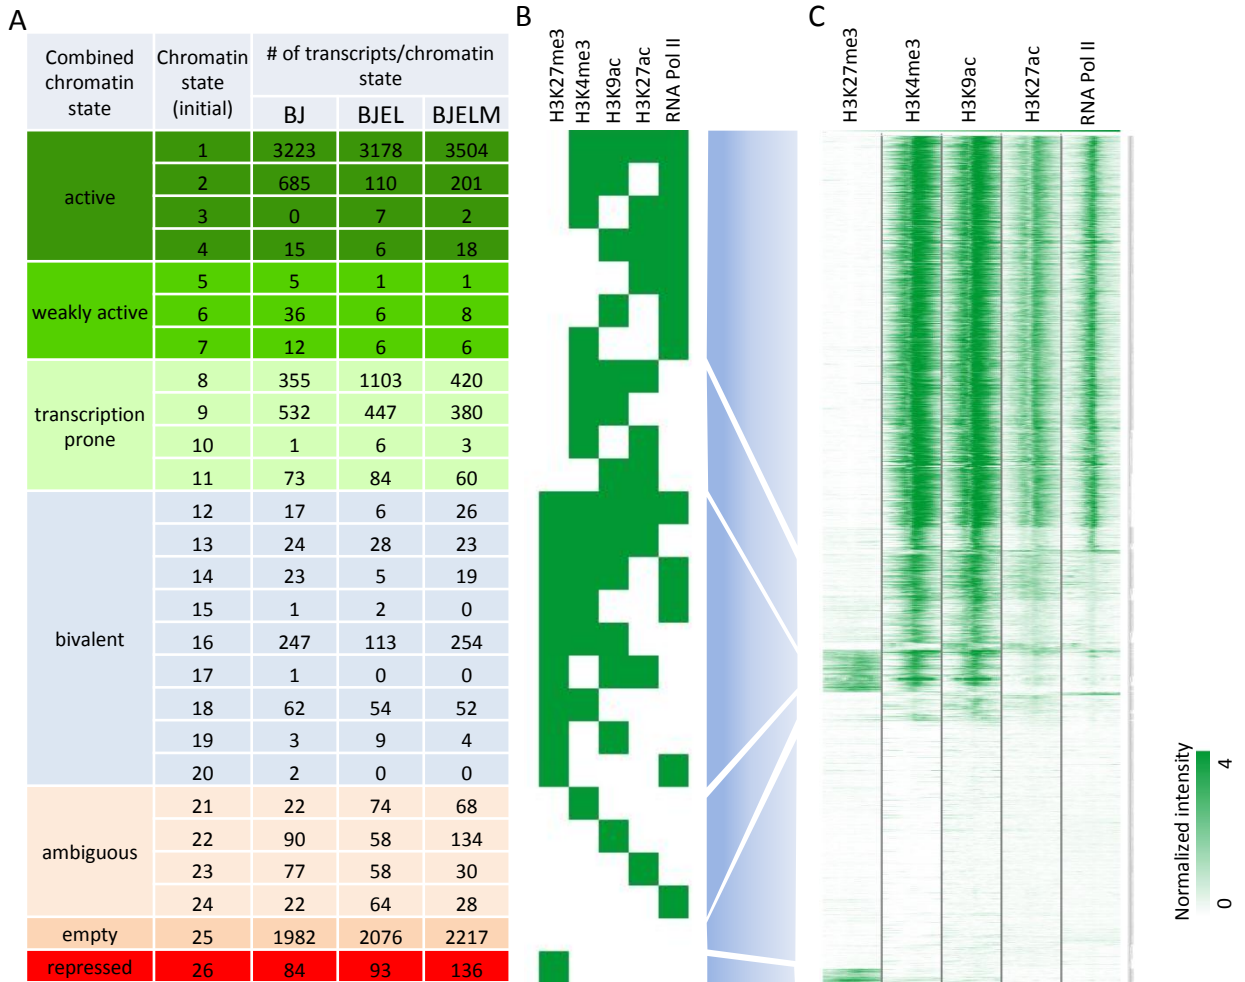 A
Combined chromatin state
Chromatin state (initial)
# of transcripts/chromatin state
BJ BJEL BJELM
active
1 3223 3178 3504
2 685 110 201
3 0 7 2
4 15 6 18
weakly active
5 5 1 1
6 36 6 8
7 12 6 6
transcription prone
8 355 1103 420
9 532 447 380
10 1 6 3
11 73 84 60
bivalent
12 17 6 26
13 24 28 23
14 23 5 19
15 1 2 0
16 247 113 254
17 1 0 0
18 62 54 52
19 3 9 4
20 2 0 0
ambiguous
21 22 74 68
22 90 58 134
23 77 58 30
24 22 64 28
empty 25 1982 2076 2217
repressed 26 84 93 136
B
H3K27me3
H3K4me3
H3K9ac
H3K27ac
RNA Pol II
C
H3K27me3
H3K4me3
H3K9ac
H3K27ac
RNA Pol II
Normalized intensity
0 4